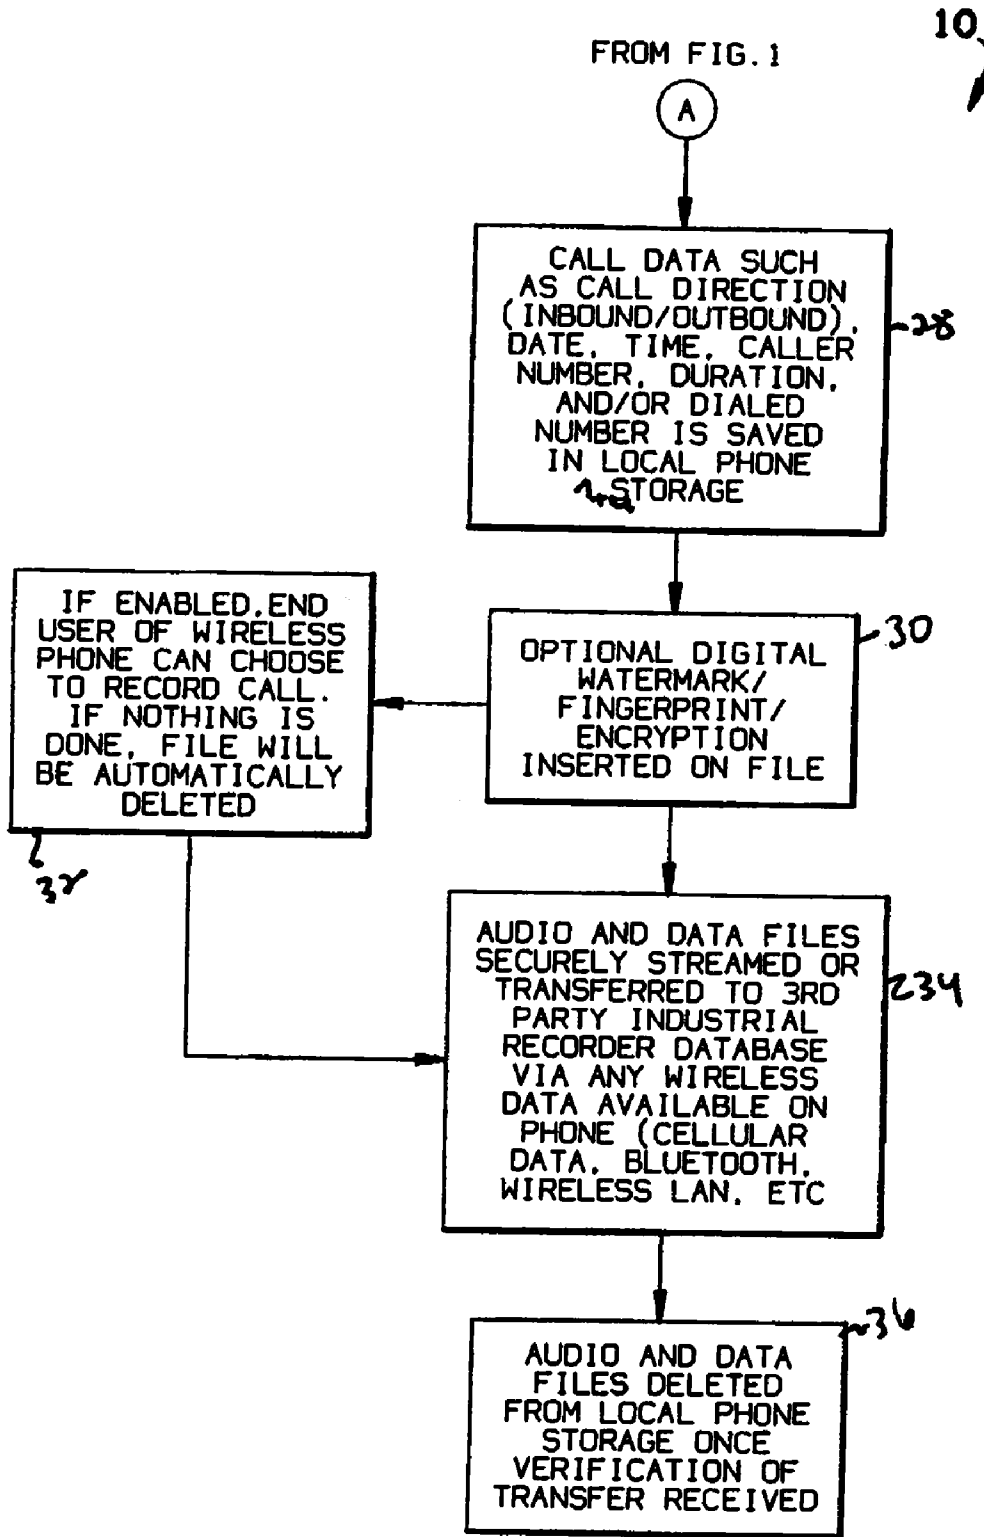 10
FROM FIG.1
A
CALL DATA SUCH
AS CALL DIRECTION
(INBOUND/OUTBOUND).
DATE. TIME. CALLER
NUMBER. DURATION.
AND/OR DIALED
NUMBER IS SAVED
IN LOCAL PHONE
STORAGE
28
IF ENABLED.END
USER OF WIRELESS
PHONE CAN CHOOSE
TO RECORD CALL.
IF NOTHING IS
DONE. FILE WILL
BE AUTOMATICALLY
DELETED
32
OPTIONAL DIGITAL
WATERMARK/
FINGERPRINT/
ENCRYPTION
INSERTED ON FILE
30
AUDIO AND DATA FILES
SECURELY STREAMED OR
TRANSFERRED TO 3RD
PARTY INDUSTRIAL
RECORDER DATABASE
VIA ANY WIRELESS
DATA AVAILABLE ON
PHONE (CELLULAR
DATA. BLUETOOTH.
WIRELESS LAN. ETC
34
AUDIO AND DATA
FILES DELETED
FROM LOCAL PHONE
STORAGE ONCE
VERIFICATION OF
TRANSFER RECEIVED
36